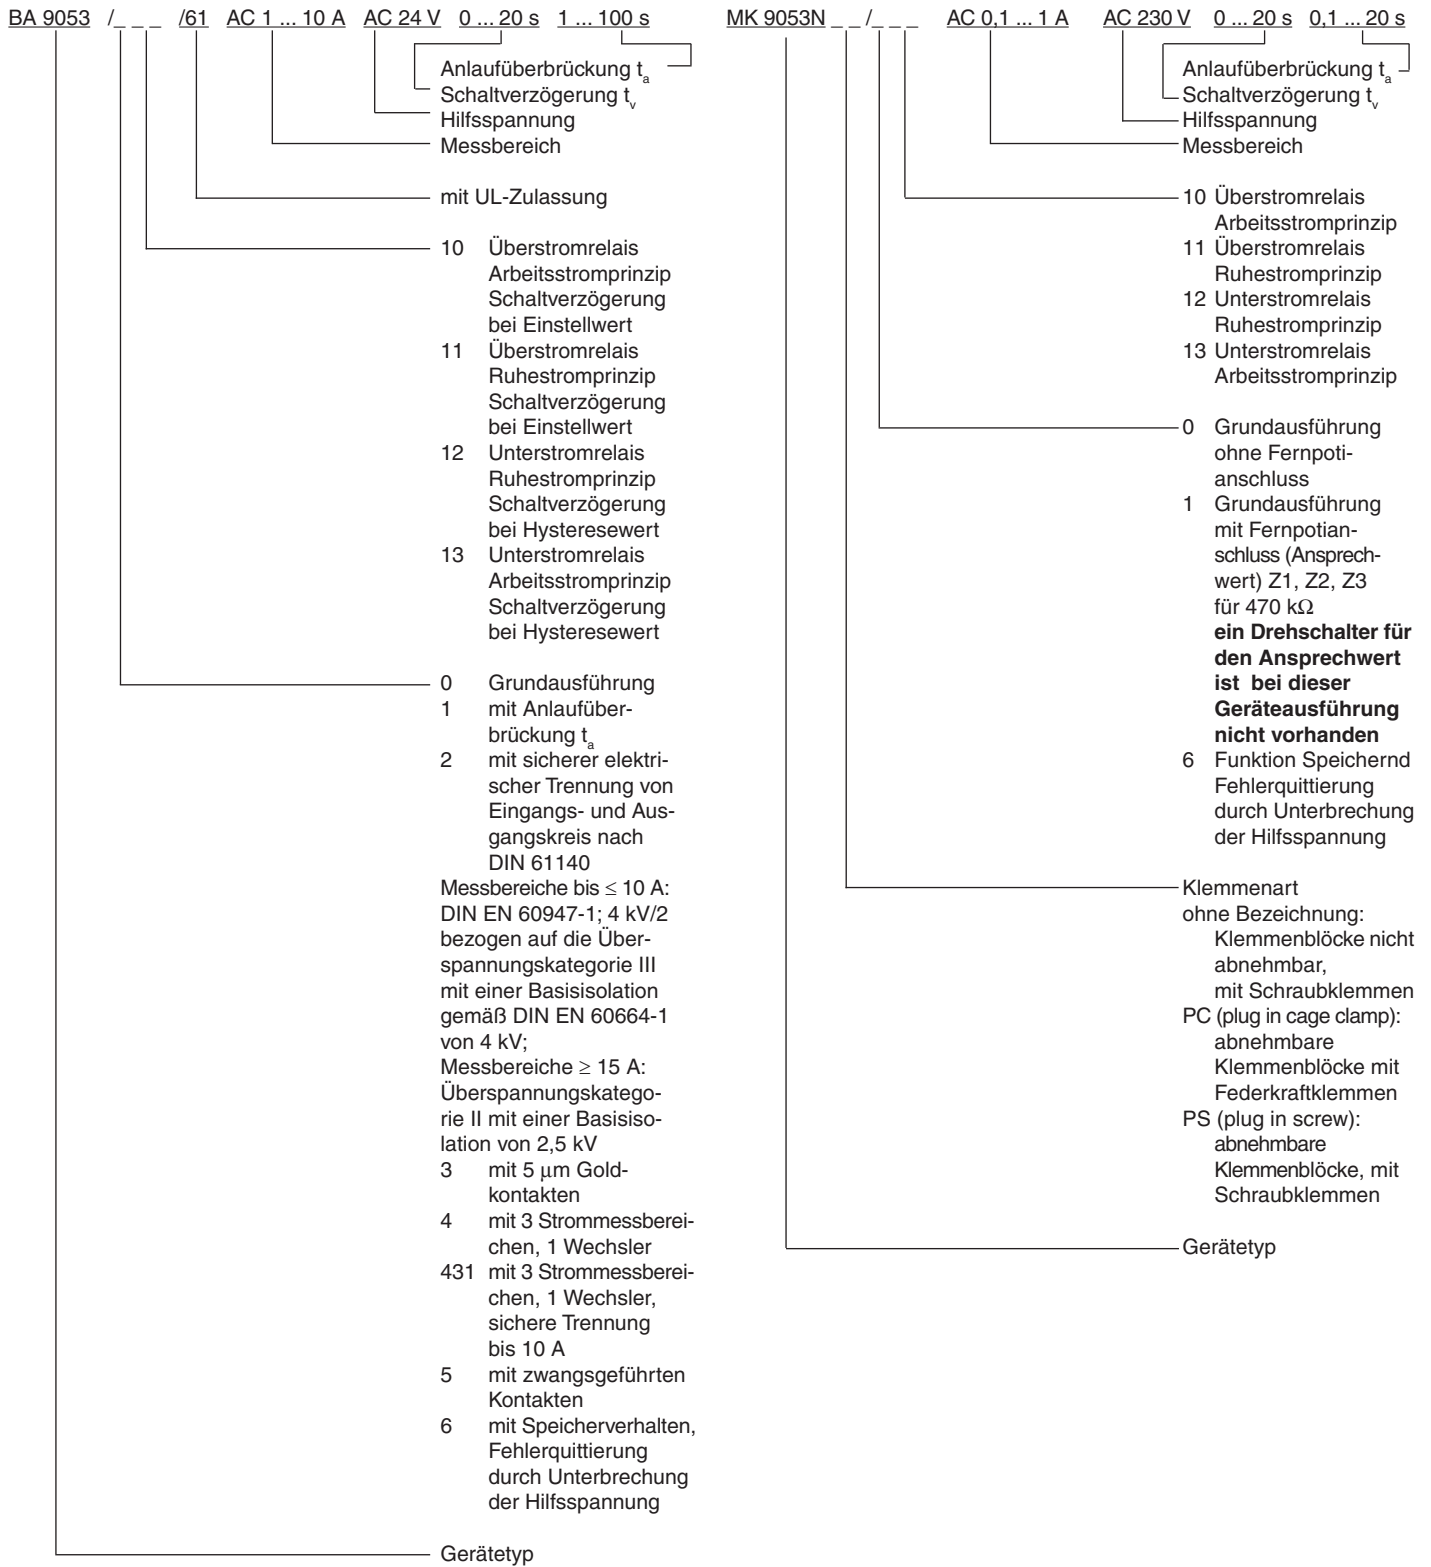 BA 9053 /_ _ _ /61 AC 1 ... 10 A AC 24 V 0 ... 20 s 1 ... 100 s
Anlaufüberbrückung ta
Schaltverzögerung tv
Hilfsspannung
Messbereich
mit UL-Zulassung
10 Überstromrelais
Arbeitsstromprinzip
Schaltverzögerung
bei Einstellwert
11 Überstromrelais
Ruhestromprinzip
Schaltverzögerung
bei Einstellwert
12 Unterstromrelais
Ruhestromprinzip
Schaltverzögerung
bei Hysteresewert
13 Unterstromrelais
Arbeitsstromprinzip
Schaltverzögerung
bei Hysteresewert
0 Grundausführung
1 mit Anlaufüber-
brückung ta
2 mit sicherer elektri-
scher Trennung von
Eingangs- und Aus-
gangskreis nach
DIN 61140
Messbereiche bis ≤ 10 A:
DIN EN 60947-1; 4 kV/2
bezogen auf die Über-
spannungskategorie III
mit einer Basisisolation
gemäß DIN EN 60664-1
von 4 kV;
Messbereiche ≥ 15 A:
Überspannungskatego-
rie II mit einer Basisiso-
lation von 2,5 kV
3 mit 5 µm Gold-
kontakten
4 mit 3 Strommessberei-
chen, 1 Wechsler
431 mit 3 Strommessberei-
chen, 1 Wechsler,
sichere Trennung
bis 10 A
5 mit zwangsgeführten
Kontakten
6 mit Speicherverhalten,
Fehlerquittierung
durch Unterbrechung
der Hilfsspannung
Gerätetyp
MK 9053N _ _ /_ _ _ AC 0,1 ... 1 A AC 230 V 0 ... 20 s 0,1 ... 20 s
Anlaufüberbrückung ta
Schaltverzögerung tv
Hilfsspannung
Messbereich
10 Überstromrelais
Arbeitsstromprinzip
11 Überstromrelais
Ruhestromprinzip
12 Unterstromrelais
Ruhestromprinzip
13 Unterstromrelais
Arbeitsstromprinzip
0 Grundausführung
ohne Fernpoti-
anschluss
1 Grundausführung
mit Fernpotian-
schluss (Ansprech-
wert) Z1, Z2, Z3
für 470 kΩ
ein Drehschalter für
den Ansprechwert
ist bei dieser
Geräteausführung
nicht vorhanden
6 Funktion Speichernd
Fehlerquittierung
durch Unterbrechung
der Hilfsspannung
Klemmenart
ohne Bezeichnung:
Klemmenblöcke nicht
abnehmbar,
mit Schraubklemmen
PC (plug in cage clamp):
abnehmbare
Klemmenblöcke mit
Federkraftklemmen
PS (plug in screw):
abnehmbare
Klemmenblöcke, mit
Schraubklemmen
Gerätetyp